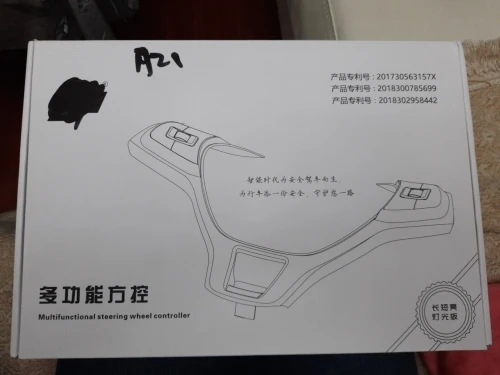 A21
产品专利号：201730563157X
产品专利号：2018300785699
产品专利号：2018302958442
智能时代为安全驾车而生，
为行车添一份安全，守护您一路
多功能方控
Multifunctional steering wheel controller
长短亮
灯光版